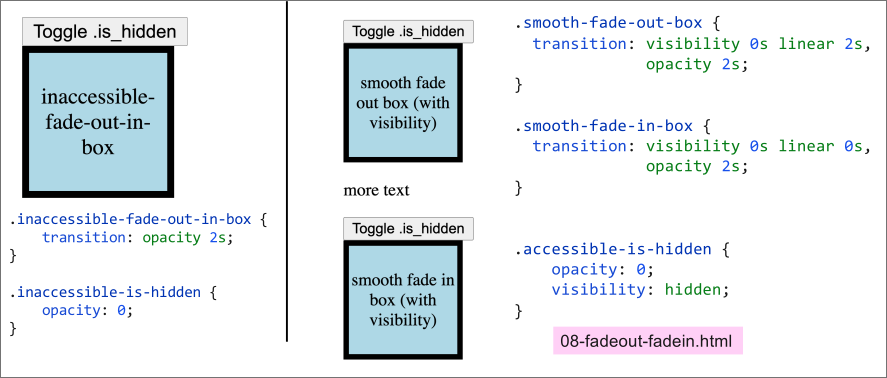 Toggle .is_hidden
inaccessible-
fade-out-in-
box
.inaccessible-fade-out-in-box {
transition: opacity 2s;
}
.inaccessible-is-hidden {
opacity: 0;
}
Toggle .is_hidden
smooth fade
out box (with
visibility)
more text
Toggle .is_hidden
smooth fade in
box (with
visibility)
.smooth-fade-out-box {
transition: visibility 0s linear 2s,
opacity 2s;
}
.smooth-fade-in-box {
transition: visibility 0s linear 0s,
opacity 2s;
}
.accessible-is-hidden {
opacity: 0;
visibility: hidden;
}
08-fadeout-fadein.html